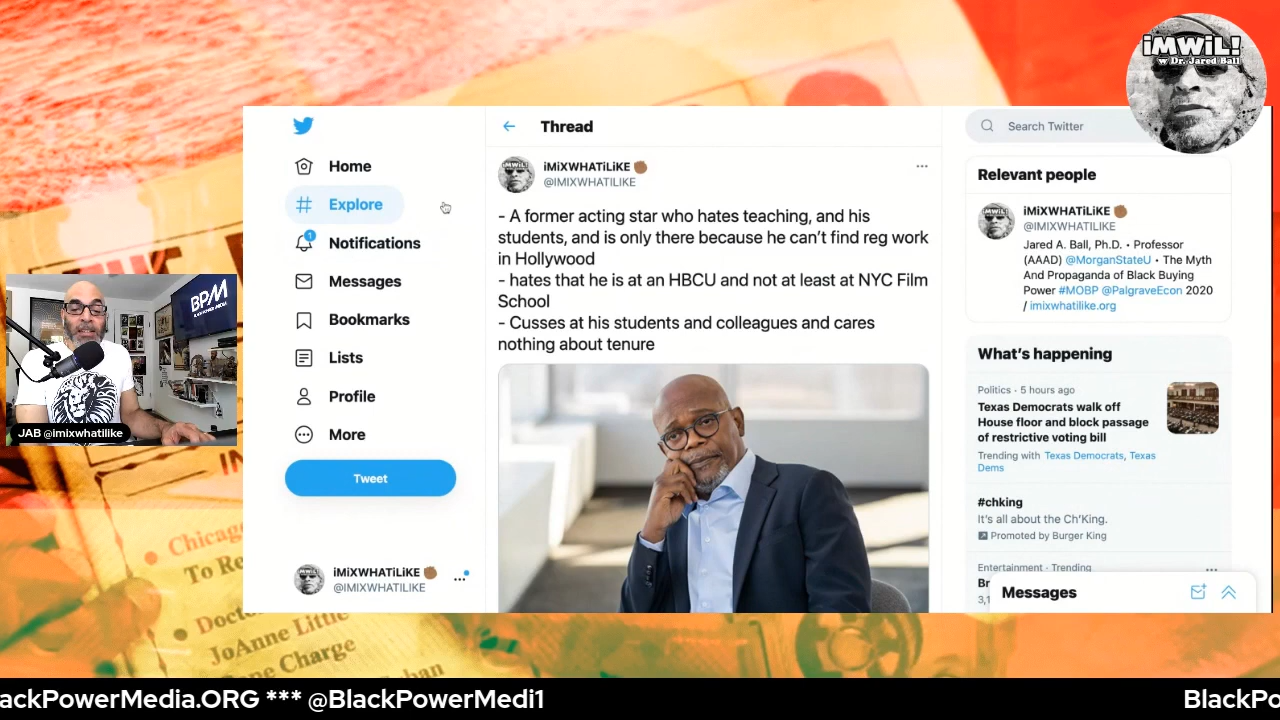 iMWiL!
w Dr. Jared Ball
Home
Explore
1
Notifications
Messages
Bookmarks
Lists
Profile
More
Tweet
iMiXWHATiLiKE
@IMIXWHATILIKE
Thread
iMiXWHATiLiKE
@IMIXWHATILIKE
- A former acting star who hates teaching, and his
students, and is only there because he can’t find reg work
in Hollywood
- hates that he is at an HBCU and not at least at NYC Film
School
- Cusses at his students and colleagues and cares
nothing about tenure
Search Twitter
Relevant people
iMiXWHATiLiKE
@IMIXWHATILIKE
Jared A. Ball, Ph.D. • Professor
(AAAD) @MorganStateU • The Myth
And Propaganda of Black Buying
Power #MOBP @PalgraveEcon 2020
/ imixwhatilike.org
What’s happening
Politics · 5 hours ago
Texas Democrats walk off
House floor and block passage
of restrictive voting bill
Trending with Texas Democrats, Texas
Dems
#chking
It’s all about the Ch’King.
Promoted by Burger King
Entertainment · Trending
Br
3,1
Messages
BPM
JAB @imixwhatilike
Chicag
To Re
Doct
JoAnne Little
Charge
lackPowerMedia.ORG *** @BlackPowerMedi1
BlackPo